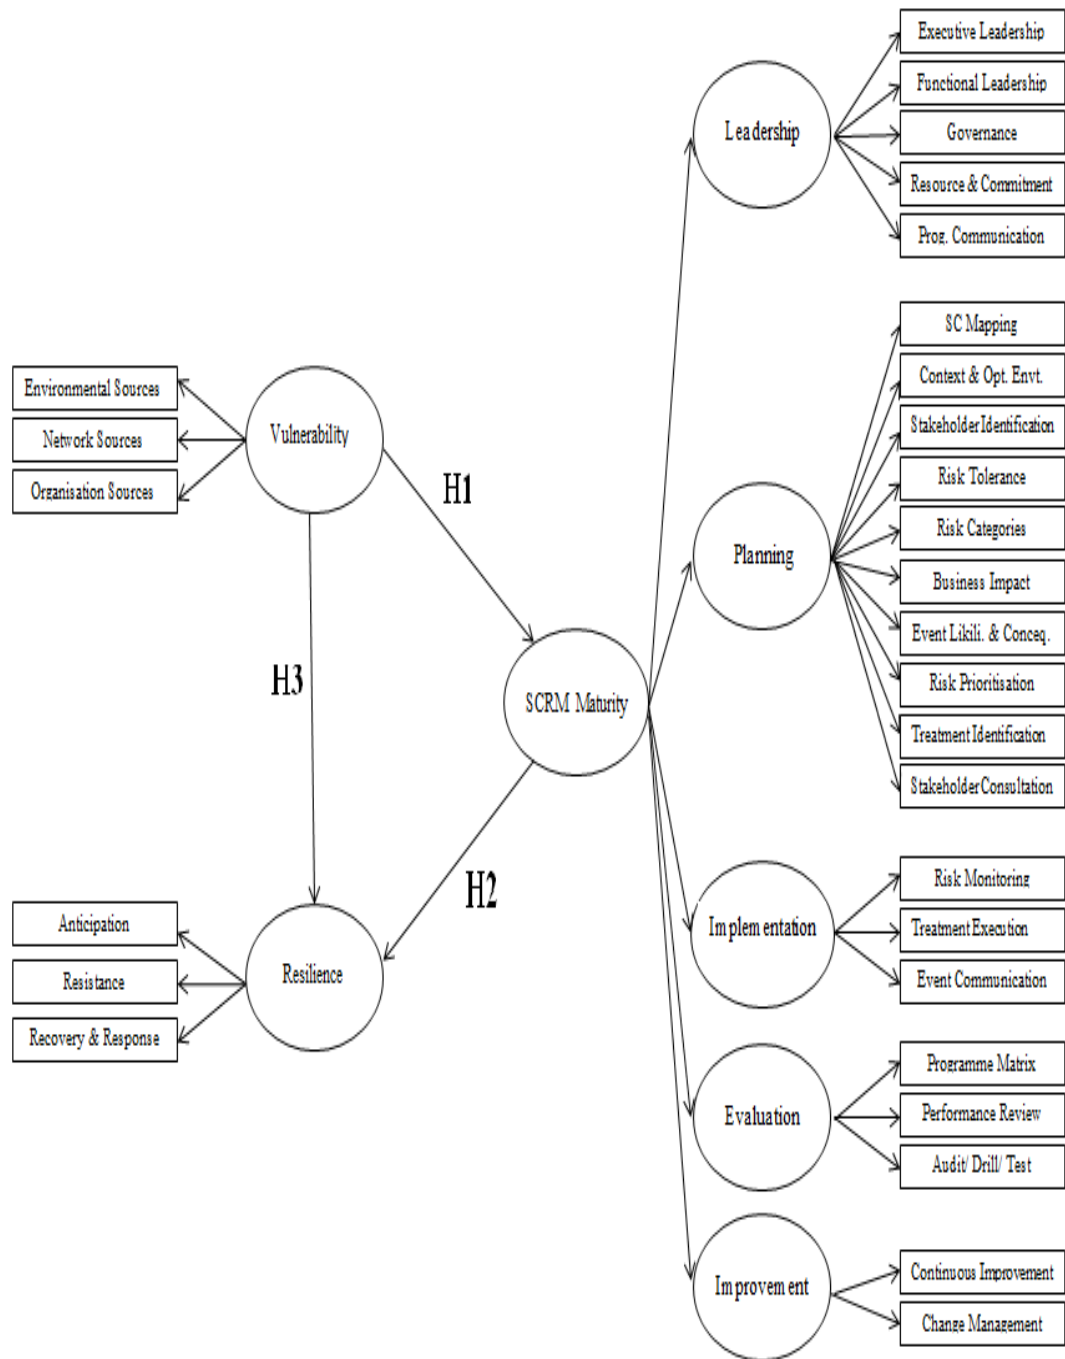 Executive Leadership
Functional Leadership
Governance
Resource & Commitment
Prog. Communication
Leadership
SC Mapping
Context & Opt. Envt.
Stakeholder Identification
Risk Tolerance
Risk Categories
Business Impact
Event Likili. & Conceq.
Risk Prioritisation
Treatment Identification
Stakeholder Consultation
Planning
Environmental Sources
Network Sources
Organisation Sources
Vulnerability
H1
H3
SCRM Maturity
H2
Anticipation
Resistance
Recovery & Response
Resilience
Implementation
Risk Monitoring
Treatment Execution
Event Communication
Evaluation
Programme Matrix
Performance Review
Audit/ Drill/ Test
Improvement
Continuous Improvement
Change Management